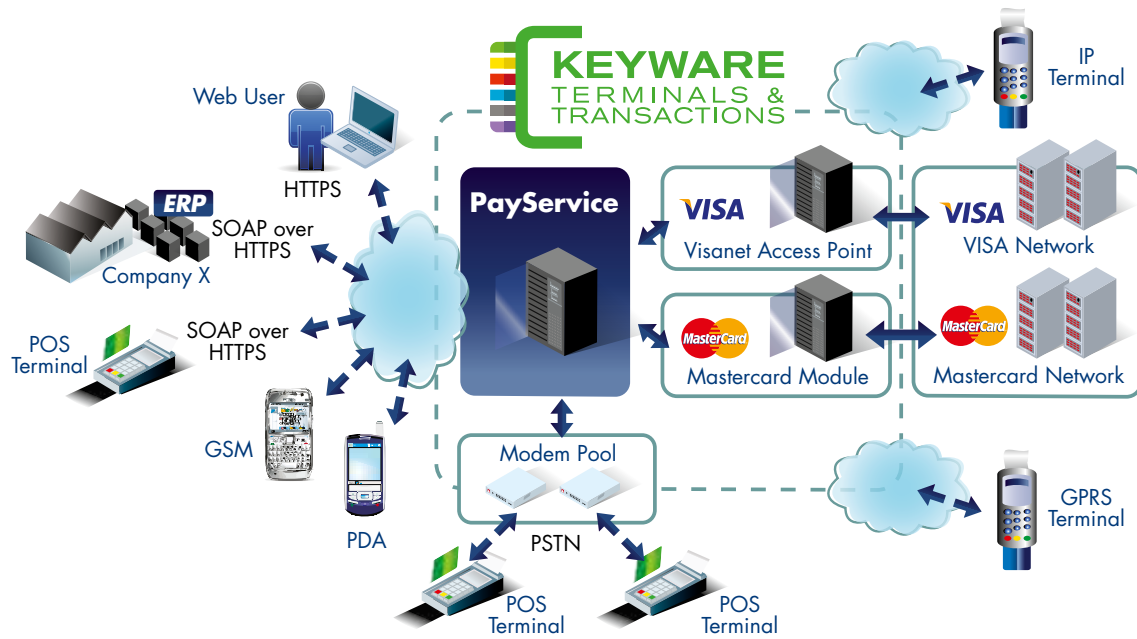 KEYWARE
TERMINALS &
TRANSACTIONS
IP
Terminal
Web User
HTTPS
ERP
SOAP over
HTTPS
Company X
PayService
VISA
Visanet Access Point
VISA
VISA Network
POS
Terminal
SOAP over
HTTPS
MasterCard
Mastercard Module
MasterCard
Mastercard Network
GSM
PDA
Modem Pool
PSTN
GPRS
Terminal
POS
Terminal
POS
Terminal